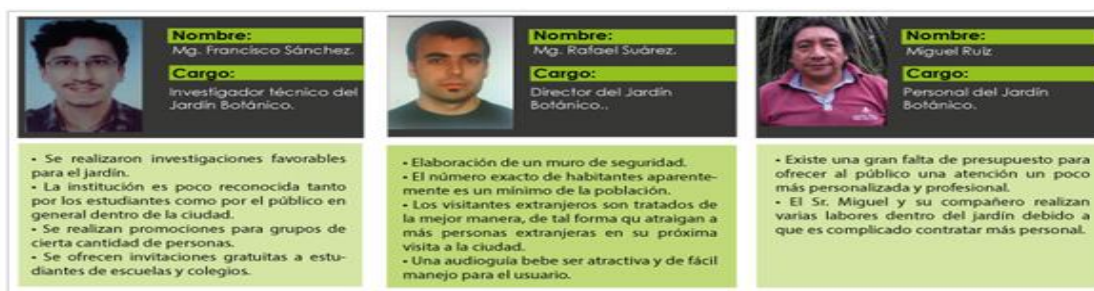 Nombre:
Mg. Francisco Sánchez.
Cargo:
Investigador técnico del
Jardín Botánico.
• Se realizaron investigaciones favorables
para el jardín.
• La institución es poco reconocida tanto
por los estudiantes como por el público en
general dentro de la ciudad.
• Se realizan promociones para grupos de
cierta cantidad de personas.
• Se ofrecen invitaciones gratuitas a estu-
diantes de escuelas y colegios.
Nombre:
Mg. Rafael Suárez.
Cargo:
Director del Jardín
Botánico..
• Elaboración de un muro de seguridad.
• El número exacto de habitantes aparente-
mente es un mínimo de la población.
• Los visitantes extranjeros son tratados de
la mejor manera, de tal forma qu atraigan a
más personas extranjeras en su próxima
visita a la ciudad.
• Una audioguía bebe ser atractiva y de fácil
manejo para el usuario.
Nombre:
Miguel Ruíz
Cargo:
Personal del Jardín
Botánico.
• Existe una gran falta de presupuesto para
ofrecer al público una atención un poco
más personalizada y profesional.
• El Sr. Miguel y su compañero realizan
varias labores dentro del jardín debido a
que es complicado contratar más personal.